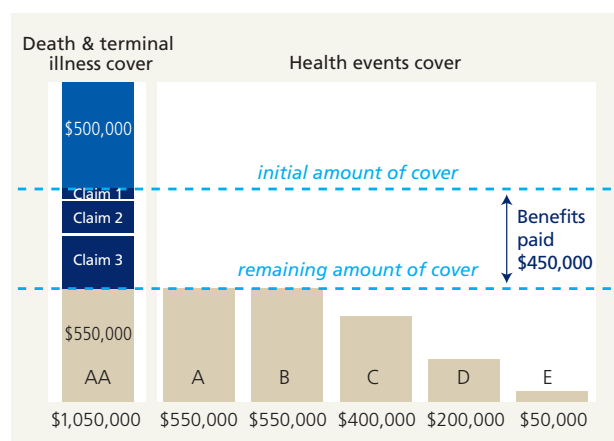 Death & terminal
illness cover
Health events cover
$500,000
initial amount of cover
Claim 1
Claim 2
Benefits
paid
$450,000
Claim 3
remaining amount of cover
$550,000
AA A B C D E
$1,050,000 $550,000 $550,000 $400,000 $200,000 $50,000